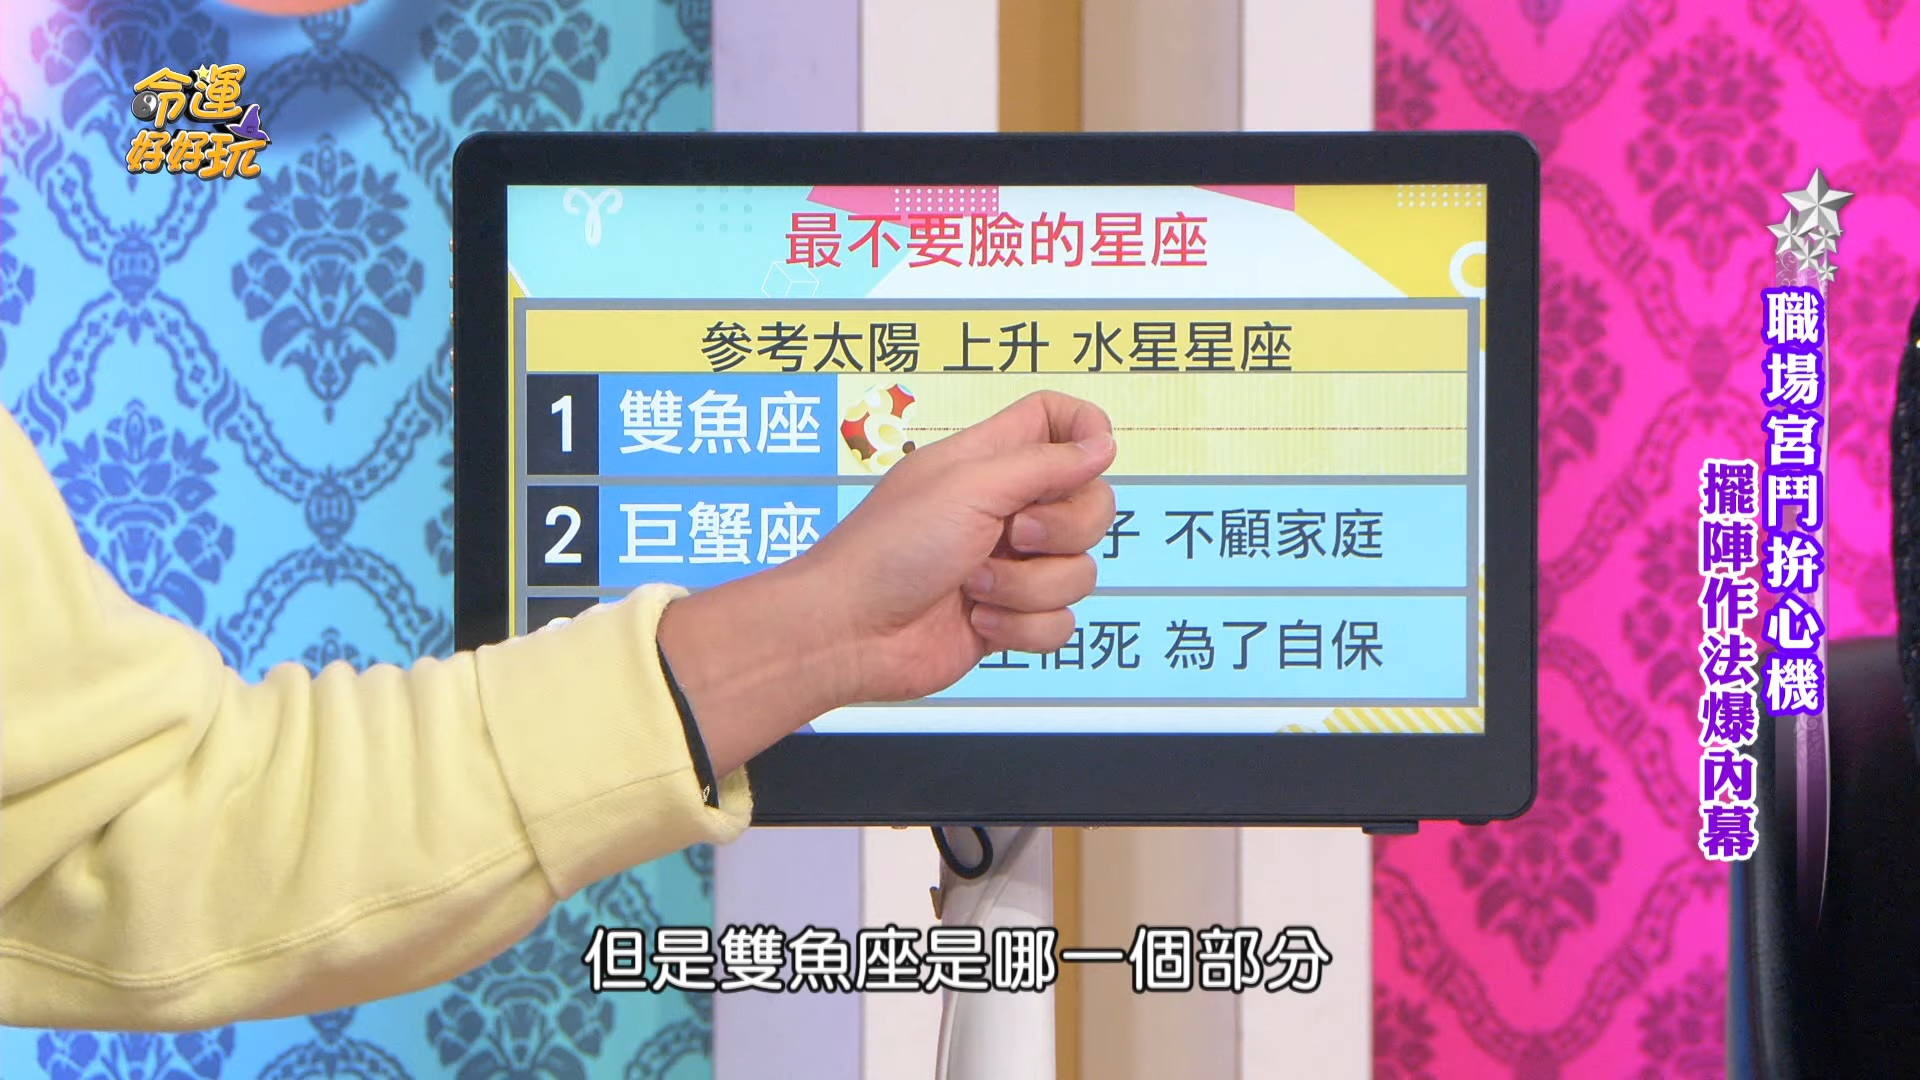 命運
好好玩
最不要臉的星座
參考太陽 上升 水星星座
1 雙魚座
2 巨蟹座
子 不顧家庭
怕死 為了自保
職場宮鬥拚心機
擺陣作法爆內幕
但是雙魚座是哪一個部分